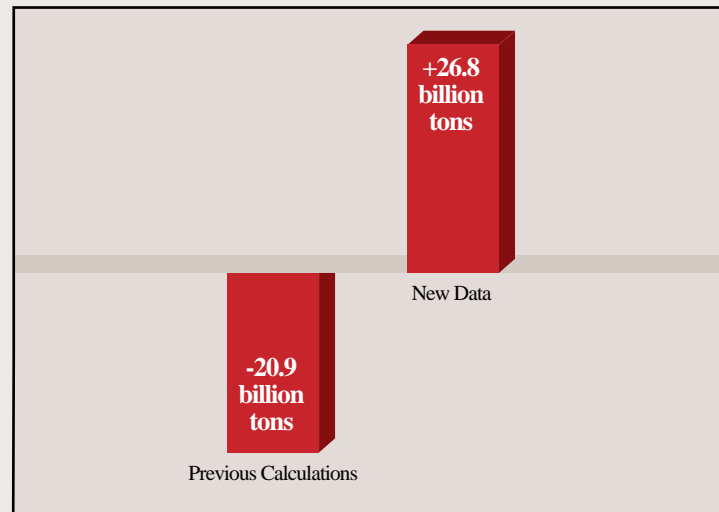 +26.8
billion
tons
New Data
-20.9
billion
tons
Previous Calculations